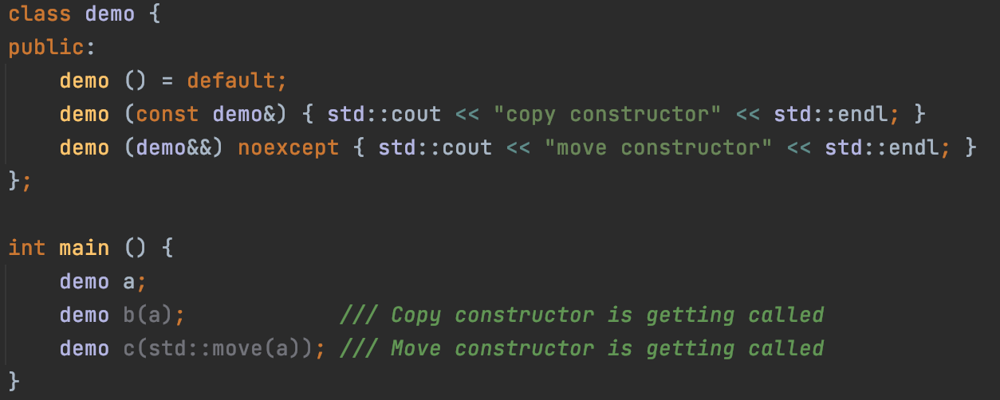 class demo {
public:
    demo () = default;
    demo (const demo&) { std::cout << "copy constructor" << std::endl; }
    demo (demo&&) noexcept { std::cout << "move constructor" << std::endl; }
};

int main () {
    demo a;
    demo b(a);            /// Copy constructor is getting called
    demo c(std::move(a)); /// Move constructor is getting called
}